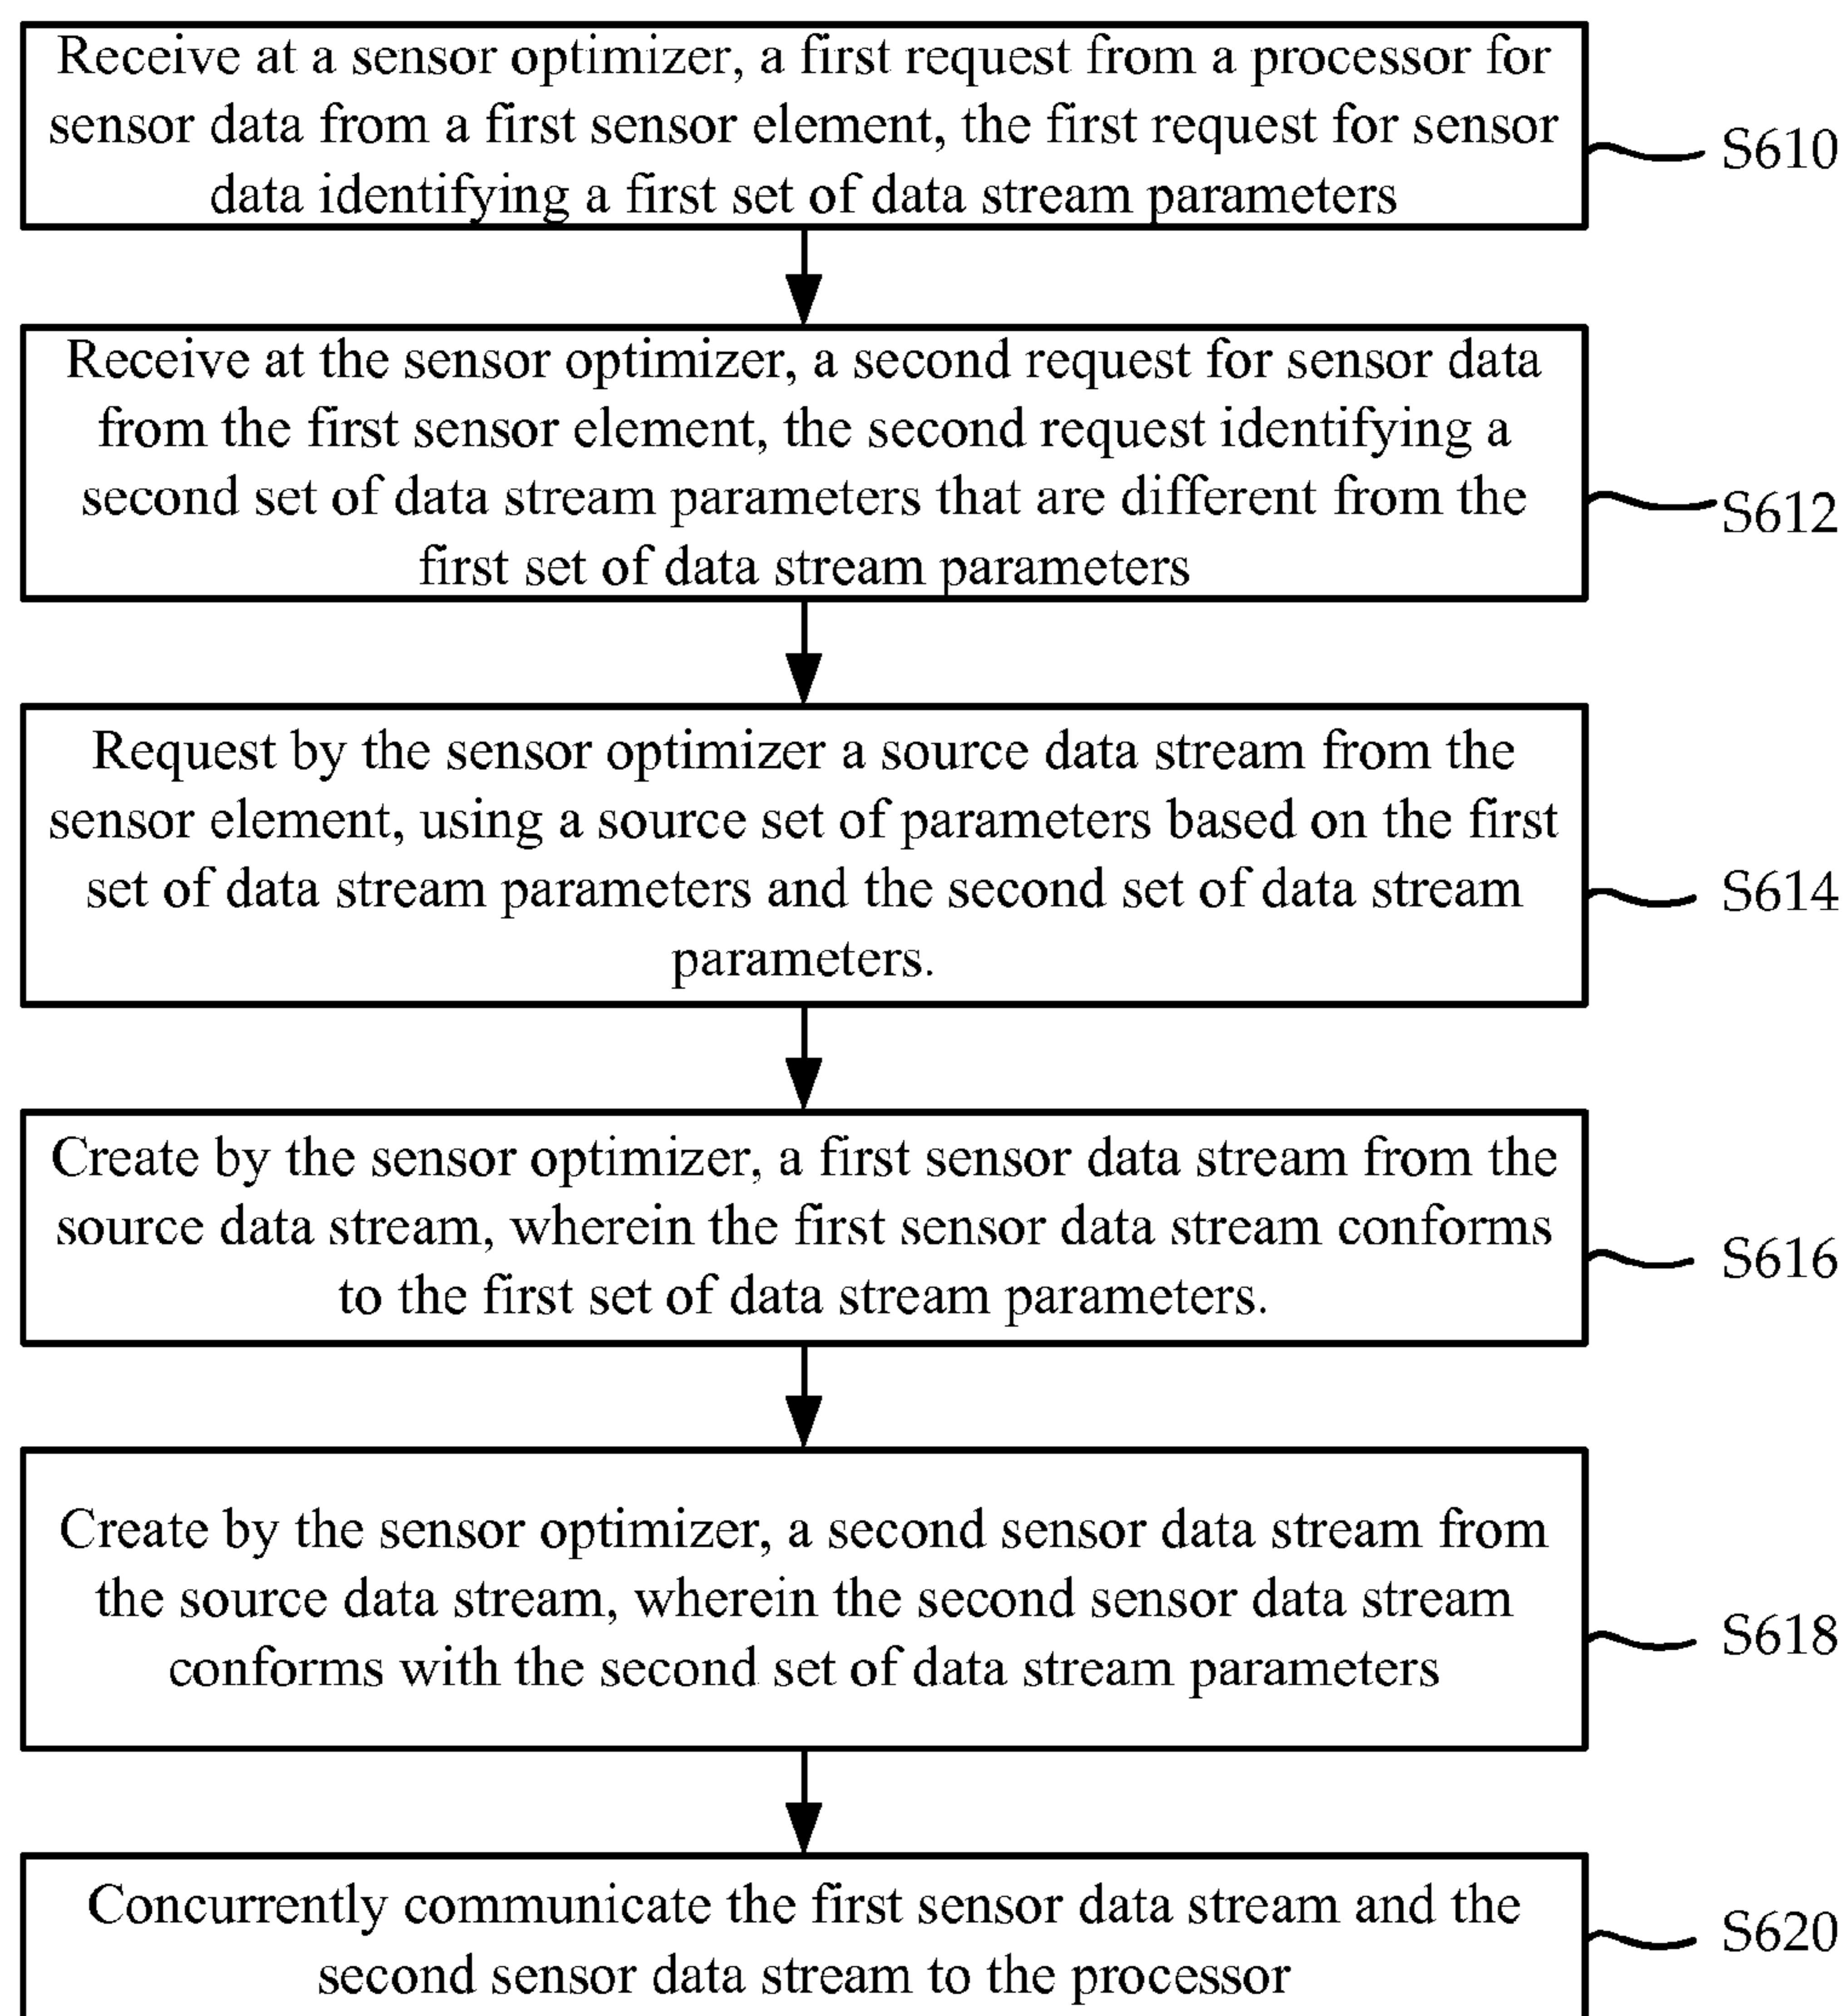 Receive at a sensor optimizer, a first request from a processor for
sensor data from a first sensor element, the first request for sensor
data identifying a first set of data stream parameters
S610
Receive at the sensor optimizer, a second request for sensor data
from the first sensor element, the second request identifying a
second set of data stream parameters that are different from the
first set of data stream parameters
S612
Request by the sensor optimizer a source data stream from the
sensor element, using a source set of parameters based on the first
set of data stream parameters and the second set of data stream
parameters.
S614
Create by the sensor optimizer, a first sensor data stream from the
source data stream, wherein the first sensor data stream conforms
to the first set of data stream parameters.
S616
Create by the sensor optimizer, a second sensor data stream from
the source data stream, wherein the second sensor data stream
conforms with the second set of data stream parameters
S618
Concurrently communicate the first sensor data stream and the
second sensor data stream to the processor
S620